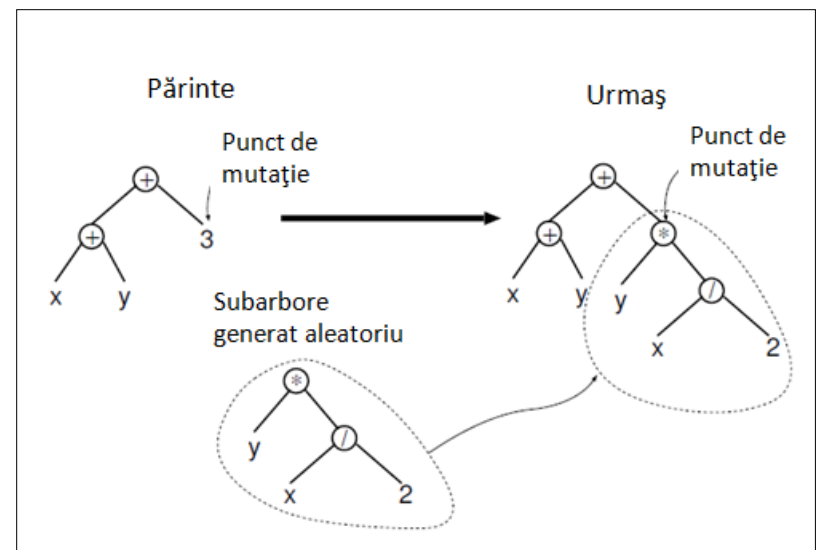 Părinte
Urmaş
Punct de
mutaţie
Punct de
mutaţie
+
+
3
x
y
+
+
*
x
y
y
/
x
2
Subarbore
generat aleatoriu
*
y
/
x
2